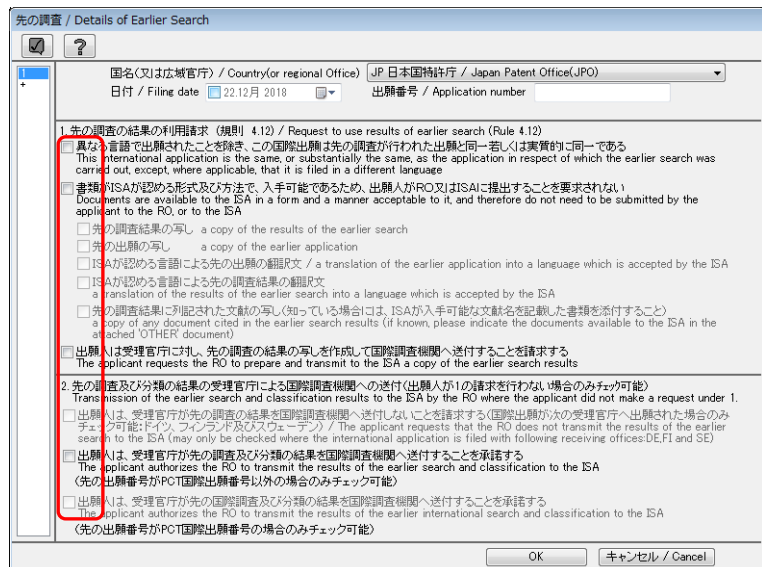 先の調査 / Details of Earlier Search
?
1
+
国名(又は広域官庁) / Country(or regional Office)  JP 日本国特許庁 / Japan Patent Office(JPO)
日付 / Filing date  22.12月 2018  出願番号 / Application number
1.先の調査の結果の利用請求 (規則 4.12) / Request to use results of earlier search (Rule 4.12)
異なる言語で出願されたことを除き、この国際出願は先の調査が行われた出願と同一若しくは実質的に同一である
This international application is the same, or substantially the same, as the application in respect of which the earlier search was
carried out, except, where applicable, that it is filed in a different language
書類がISAが認める形式及び方法で、入手可能であるため、出願人がRO又はISAに提出することを要求されない
Documents are available to the ISA in a form and a manner acceptable to it, and therefore do not need to be submitted by the
applicant to the RO, or to the ISA
先の調査結果の写し a copy of the results of the earlier search
先の出願の写し a copy of the earlier application
ISAが認める言語による先の出願の翻訳文 / a translation of the earlier application into a language which is accepted by the ISA
ISAが認める言語による先の調査結果の翻訳文
a translation of the results of the earlier search into a language which is accepted by the ISA
先の調査結果に列記された文献の写し(知っている場合には、ISAが入手可能な文献名を記載した書類を添付すること)
a copy of any document cited in the earlier search results (if known, please indicate the documents available to the ISA in the
attached 'OTHER' document)
出願人は受理官庁に対し、先の調査の結果の写しを作成して国際調査機関へ送付することを請求する
The applicant requests the RO to prepare and transmit to the ISA a copy of the earlier search results
2.先の調査及び分類の結果の受理官庁による国際調査機関への送付(出願人が1の請求を行わない場合のみチェック可能)
Transmission of the earlier search and classification results to the ISA by the RO where the applicant did not make a request under 1.
出願人は、受理官庁が先の調査の結果を国際調査機関へ送付しないことを請求する(国際出願が次の受理官庁へ出願された場合のみ
チェック可能:ドイツ、フィンランド及びスウェーデン) / The applicant requests that the RO does not transmit the results of the earlier
search to the ISA (may only be checked where the international application is filed with following receiving offices:DE,FI and SE)
出願人は、受理官庁が先の調査及び分類の結果を国際調査機関へ送付することを承諾する
The applicant authorizes the RO to transmit the results of the earlier search and classification to the ISA
(先の出願番号がPCT国際出願番号以外の場合のみチェック可能)
出願人は、受理官庁が先の国際調査及び分類の結果を国際調査機関へ送付することを承諾する
The applicant authorizes the RO to transmit the results of the earlier international search and classification to the ISA
(先の出願番号がPCT国際出願番号の場合のみチェック可能)
OK  キャンセル / Cancel